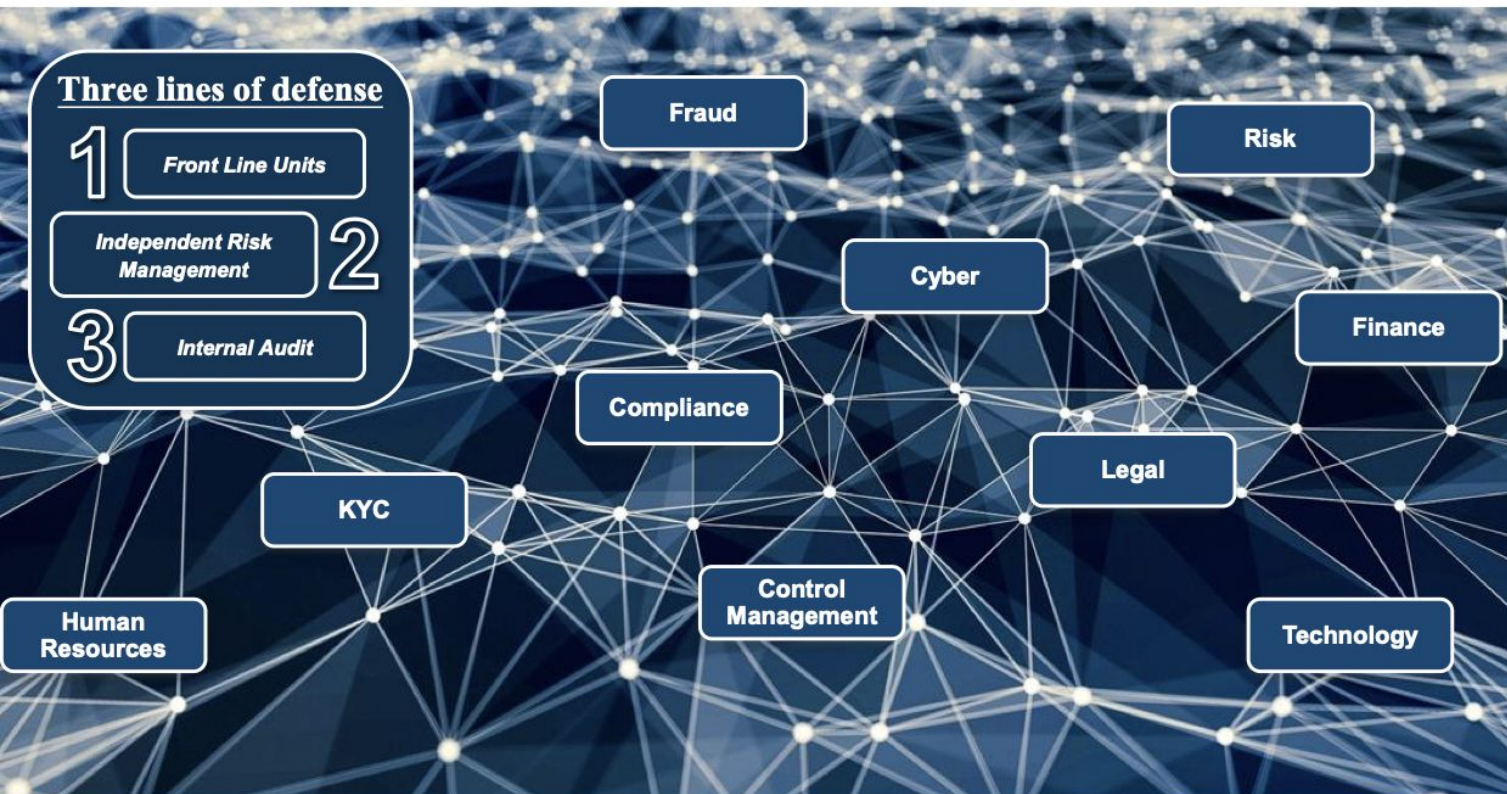 Three lines of defense
1
Front Line Units
Independent Risk
Management
2
3
Internal Audit
Fraud
Risk
Cyber
Finance
Compliance
Legal
KYC
Control
Management
Human
Resources
Technology